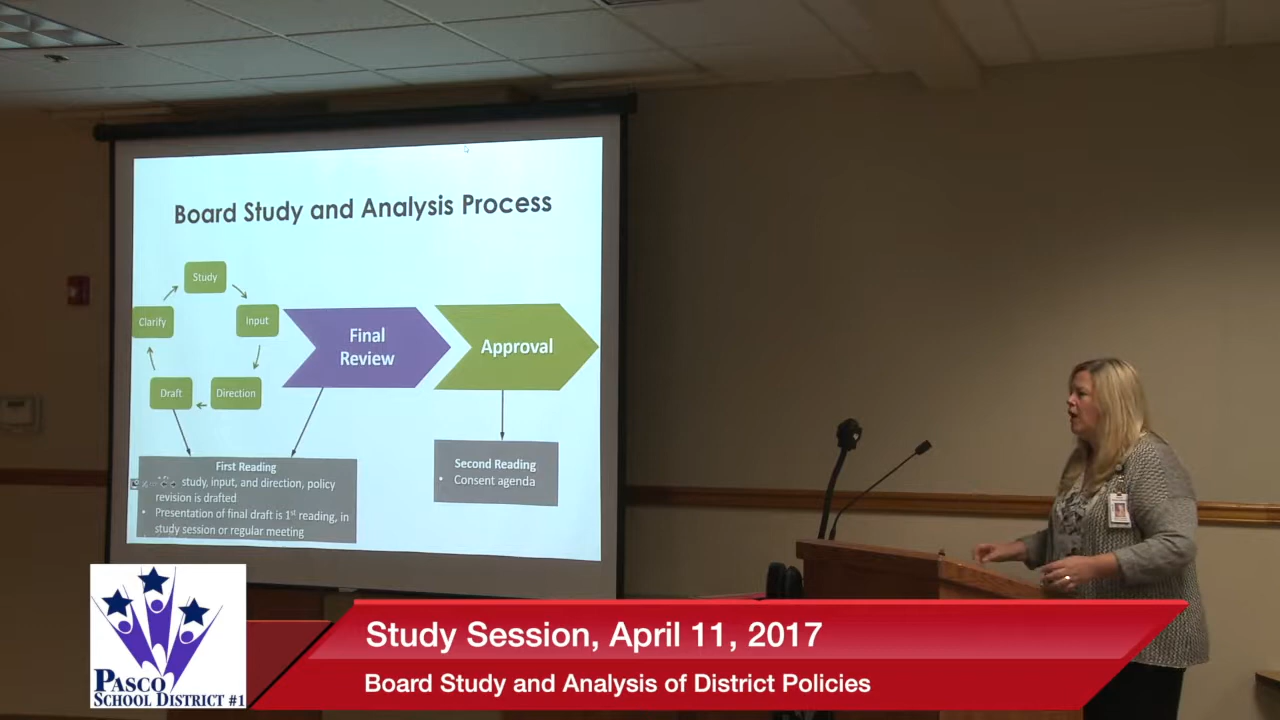 Board Study and Analysis Process
Study
Clarify
Input
Draft
Direction
Final
Review
Approval
First Reading
study, input, and direction, policy
revision is drafted
• Presentation of final draft is 1st reading, in
study session or regular meeting
Second Reading
• Consent agenda
Study Session, April 11, 2017
Board Study and Analysis of District Policies
PASCO
SCHOOL DISTRICT #1